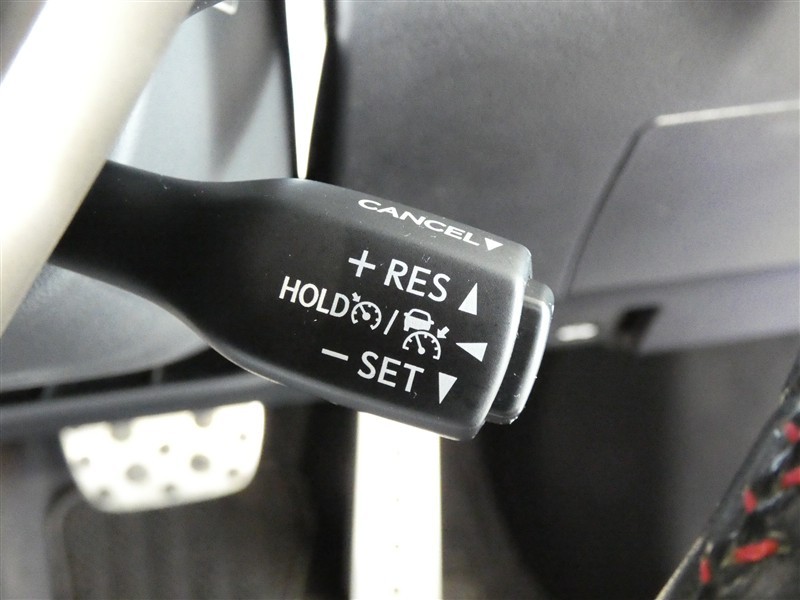 CANCEL▼
+ RES ▲
HOLD / ◀
− SET ▼